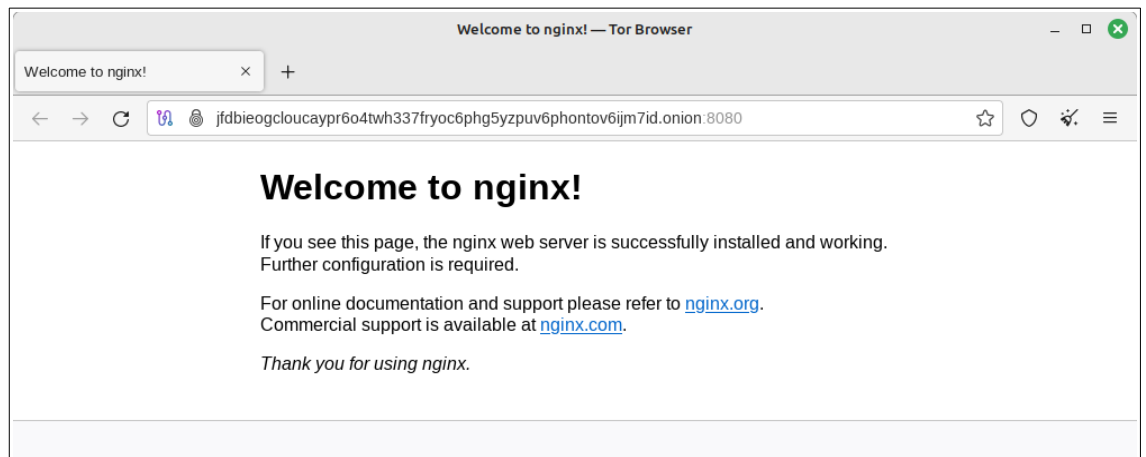 Welcome to nginx! — Tor Browser
Welcome to nginx!
jfdbieogcloucaypr6o4twh337fryoc6phg5yzpuv6phontov6ijm7id.onion:8080
Welcome to nginx!
If you see this page, the nginx web server is successfully installed and working.
Further configuration is required.
For online documentation and support please refer to nginx.org.
Commercial support is available at nginx.com.
Thank you for using nginx.